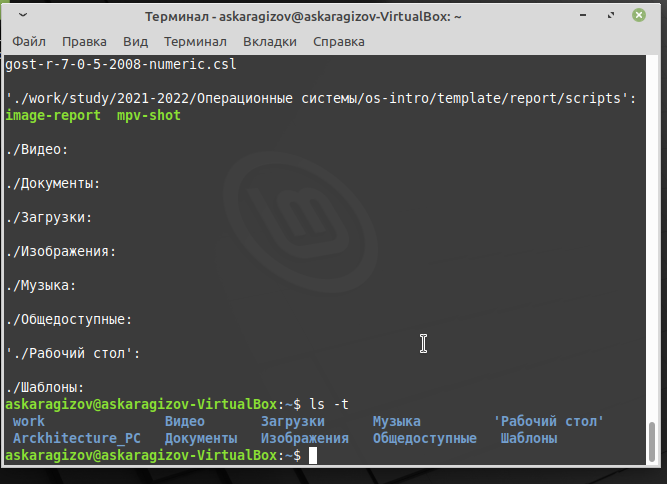 Терминал - askaragizov@askaragizov-VirtualBox: ~
Файл Правка Вид Терминал Вкладки Справка
gost-r-7-0-5-2008-numeric.csl
'./work/study/2021-2022/Операционные системы/os-intro/template/report/scripts':
image-report mpv-shot
./Видео:
./Документы:
./Загрузки:
./Изображения:
./Музыка:
./Общедоступные:
'./Рабочий стол':
./Шаблоны:
askaragizov@askaragizov-VirtualBox:~$ ls -t
work Видео Загрузки Музыка 'Рабочий стол'
Arckhitecture_PC Документы Изображения Общедоступные Шаблоны
askaragizov@askaragizov-VirtualBox:~$